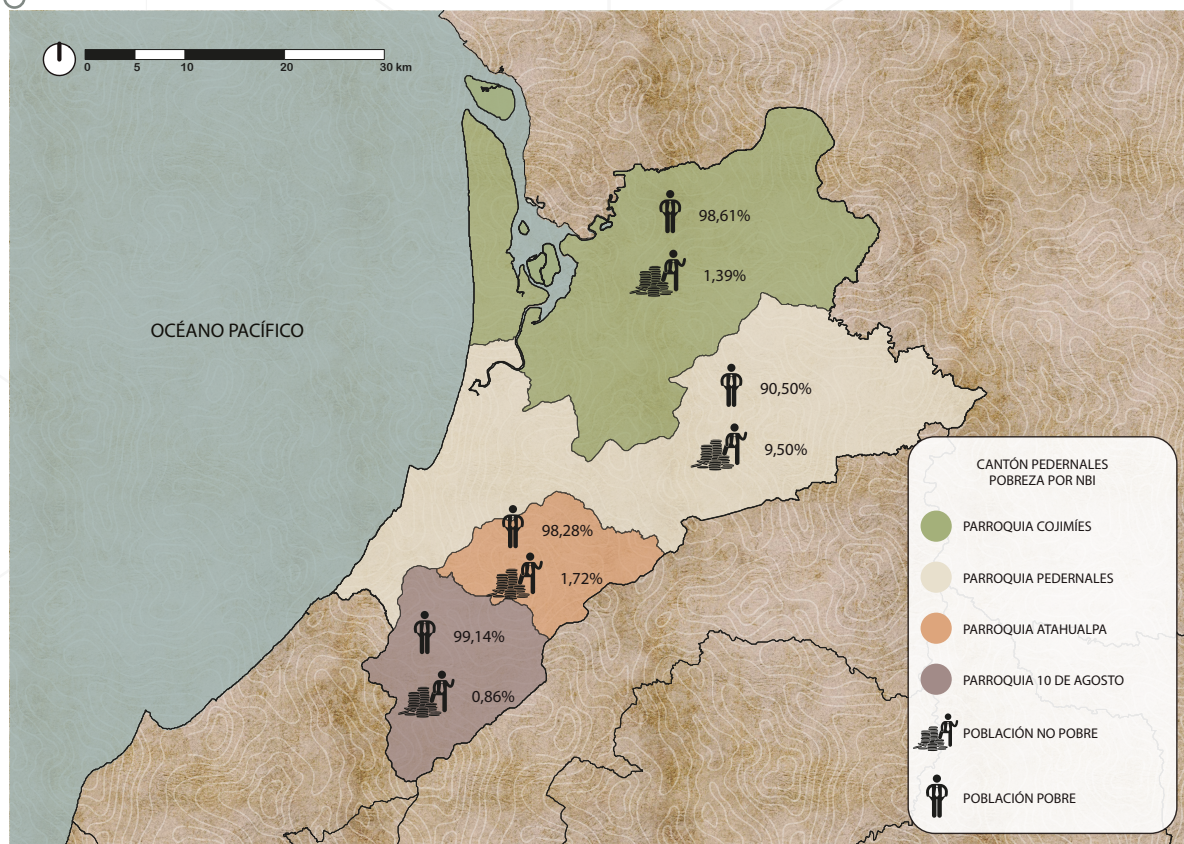 0 5 10 20 30 km
98,61%
1,39%
OCÉANO PACÍFICO
90,50%
9,50%
98,28%
1,72%
99,14%
0,86%
CANTÓN PEDERNALES
POBREZA POR NBI
PARROQUIA COJIMÍES
PARROQUIA PEDERNALES
PARROQUIA ATAHUALPA
PARROQUIA 10 DE AGOSTO
POBLACIÓN NO POBRE
POBLACIÓN POBRE